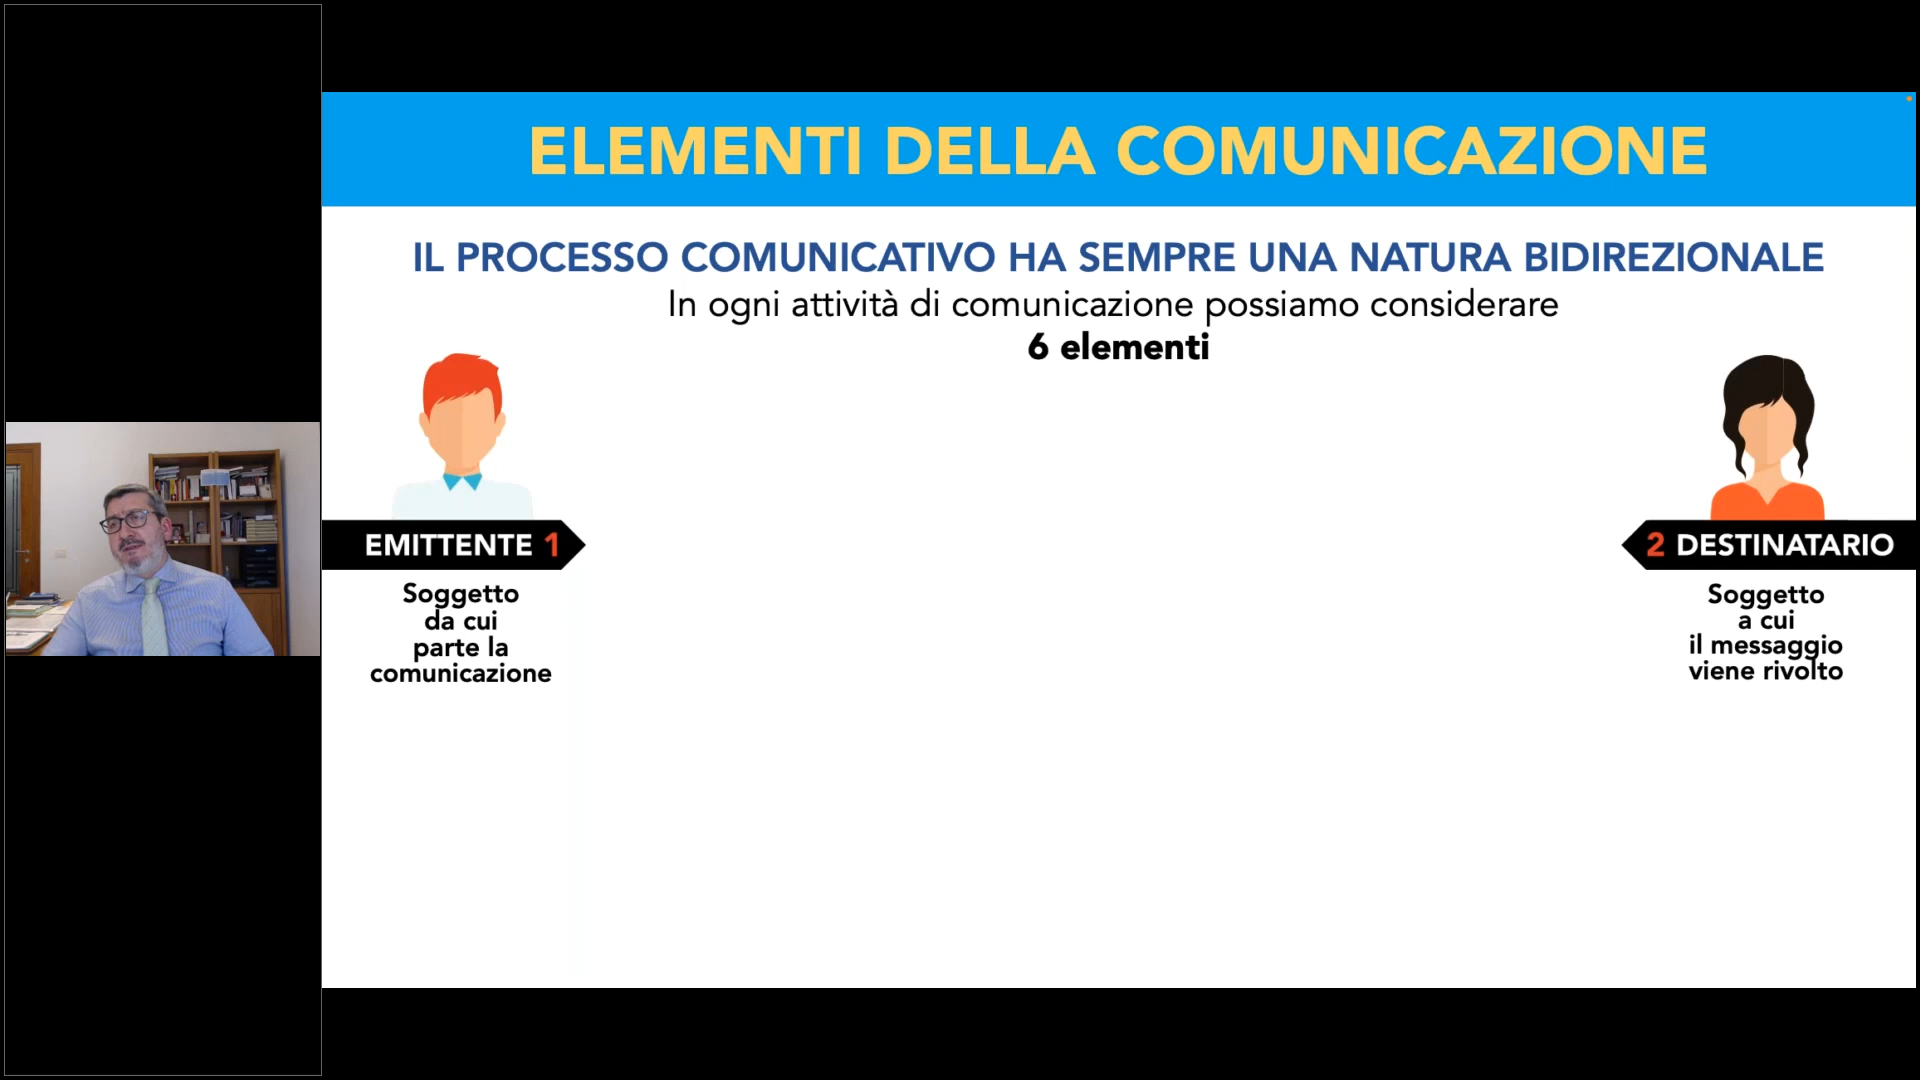 ELEMENTI DELLA COMUNICAZIONE
IL PROCESSO COMUNICATIVO HA SEMPRE UNA NATURA BIDIREZIONALE
In ogni attività di comunicazione possiamo considerare
6 elementi
EMITTENTE 1
Soggetto
da cui
parte la
comunicazione
2 DESTINATARIO
Soggetto
a cui
il messaggio
viene rivolto